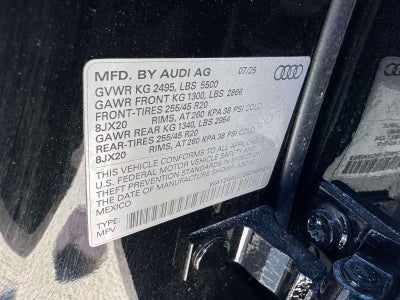 MFD. BY AUDI AG 07/25
GVWR KG 2495, LBS 5500
GAWR FRONT KG 1300, LBS 2866
FRONT-TIRES 255/45 R20
8JX20 RIMS, AT 260 KPA 38 PSI COLD
GAWR REAR KG 1340, LBS 2954
REAR-TIRES 255/45 R20
8JX20 RIMS, AT 260 KPA 38 PSI COLD
THIS VEHICLE CONFORMS TO ALL APPLICABLE
U.S. FEDERAL MOTOR VEHICLE SAFETY AND
THEFT PREVENTION STANDARDS IN EFFECT ON
THE DATE OF MANUFACTURE SHOWN ABOVE
MEXICO
TYPE:
MPV